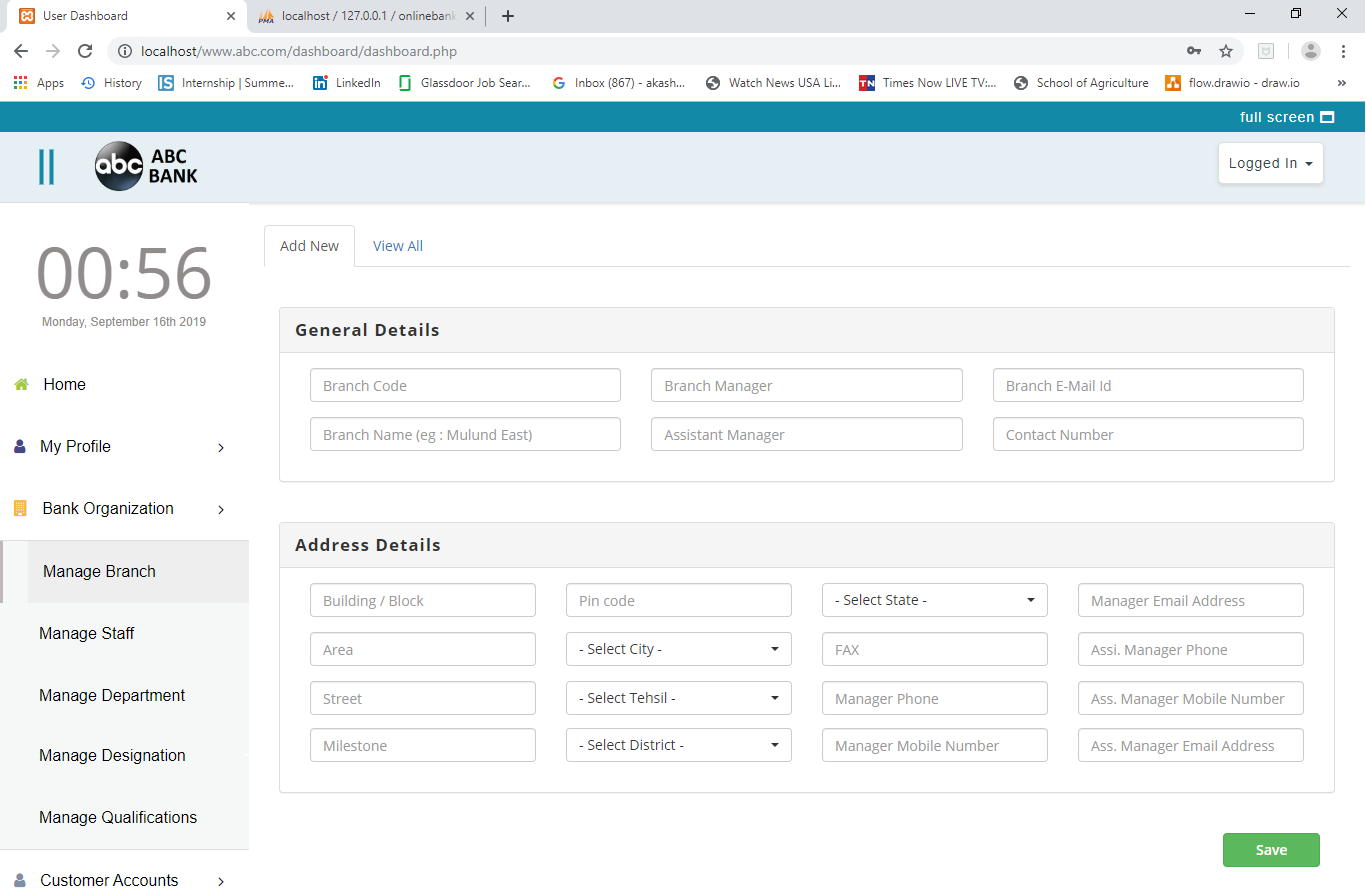 User Dashboard
localhost / 127.0.0.1 / onlinebank
localhost/www.abc.com/dashboard/dashboard.php
Apps History Internship | Summe... LinkedIn Glassdoor Job Sear... Inbox (867) - akash... Watch News USA Li... Times Now LIVE TV:... School of Agriculture flow.drawio - draw.io »
full screen
abc ABC BANK
Logged In
00:56
Monday, September 16th 2019
Home
My Profile
Bank Organization
Manage Branch
Manage Staff
Manage Department
Manage Designation
Manage Qualifications
Customer Accounts
Add New View All
General Details
Branch Code Branch Manager Branch E-Mail Id
Branch Name (eg : Mulund East) Assistant Manager Contact Number
Address Details
Building / Block Pin code - Select State - Manager Email Address
Area - Select City - FAX Assi. Manager Phone
Street - Select Tehsil - Manager Phone Ass. Manager Mobile Number
Milestone - Select District - Manager Mobile Number Ass. Manager Email Address
Save